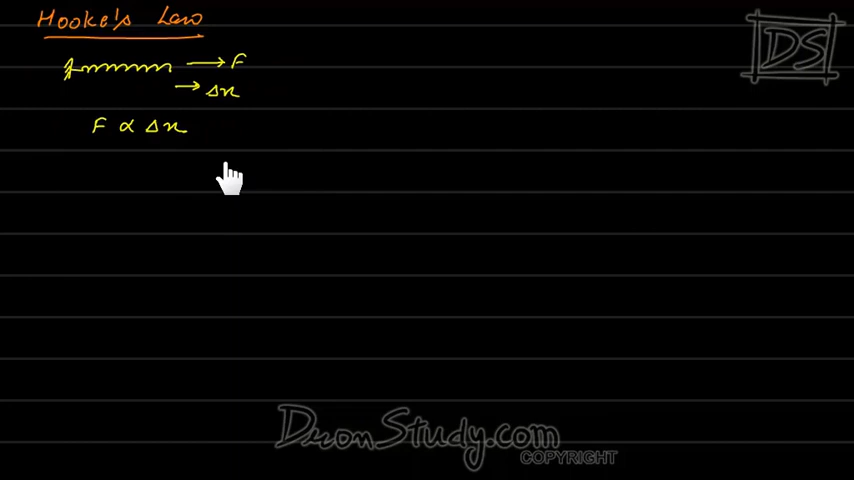 Hooke's Law
→ F
→ Δx
F ∝ Δx
DS
DronStudy.com
COPYRIGHT